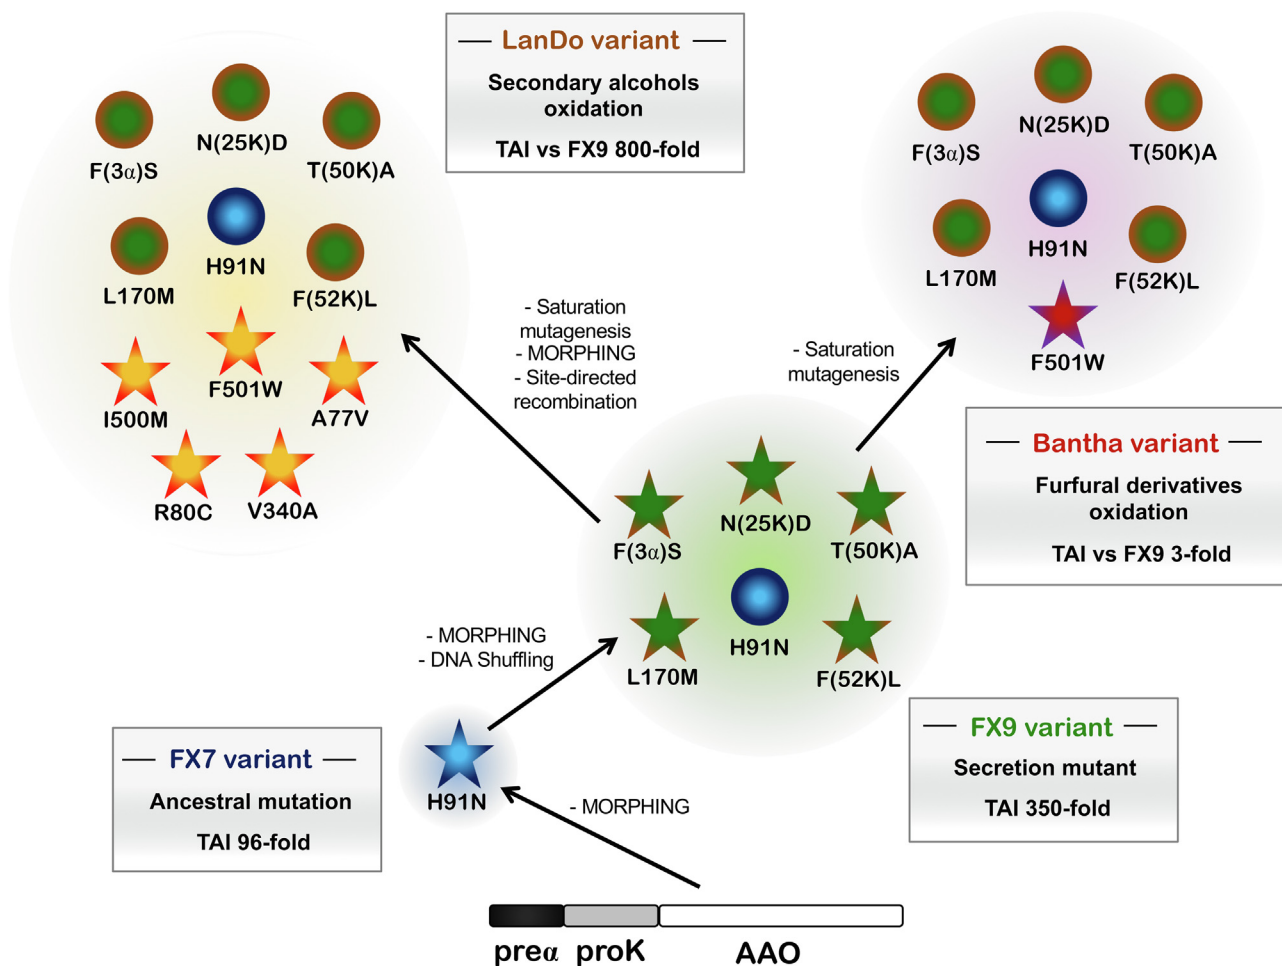 LanDo variant
Secondary alcohols
oxidation
TAI vs FX9 800-fold
N(25K)D
F(3α)S
T(50K)A
H91N
L170M
F(52K)L
F501W
I500M
A77V
R80C
V340A
N(25K)D
F(3α)S
T(50K)A
H91N
L170M
F(52K)L
F501W
- Saturation
mutagenesis
- MORPHING
- Site-directed
recombination
- Saturation
mutagenesis
Bantha variant
Furfural derivatives
oxidation
TAI vs FX9 3-fold
N(25K)D
F(3α)S
T(50K)A
H91N
L170M
F(52K)L
- MORPHING
- DNA Shuffling
FX9 variant
Secretion mutant
TAI 350-fold
FX7 variant
Ancestral mutation
TAI 96-fold
H91N
- MORPHING
preα proK AAO